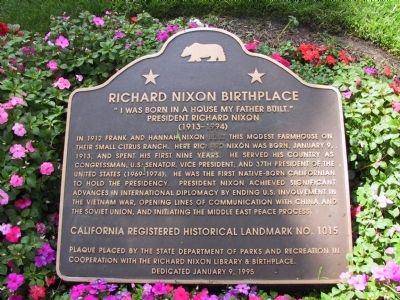 RICHARD NIXON BIRTHPLACE
" I WAS BORN IN A HOUSE MY FATHER BUILT."
PRESIDENT RICHARD NIXON
(1913-1994)
IN 1912 FRANK AND HANNAH NIXON THIS MODEST FARMHOUSE ON
THEIR SMALL CITRUS RANCH. HERE RICHARD NIXON WAS BORN, JANUARY 9,
1913, AND SPENT HIS FIRST NINE YEARS. HE SERVED HIS COUNTRY AS
CONGRESSMAN, U.S. SENATOR, VICE PRESIDENT, AND 37TH PRESIDENT OF THE
UNITED STATES (1969-1974). HE WAS THE FIRST NATIVE-BORN CALIFORNIAN
TO HOLD THE PRESIDENCY. PRESIDENT NIXON ACHIEVED SIGNIFICANT
ADVANCES IN INTERNATIONAL DIPLOMACY BY ENDING U.S. INVOLVEMENT IN
THE VIETNAM WAR, OPENING LINES OF COMMUNICATION WITH CHINA AND
THE SOVIET UNION, AND INITIATING THE MIDDLE EAST PEACE PROCESS.
CALIFORNIA REGISTERED HISTORICAL LANDMARK NO. 1015
PLAQUE PLACED BY THE STATE DEPARTMENT OF PARKS AND RECREATION IN
COOPERATION WITH THE RICHARD NIXON LIBRARY & BIRTHPLACE.
DEDICATED JANUARY 9, 1995